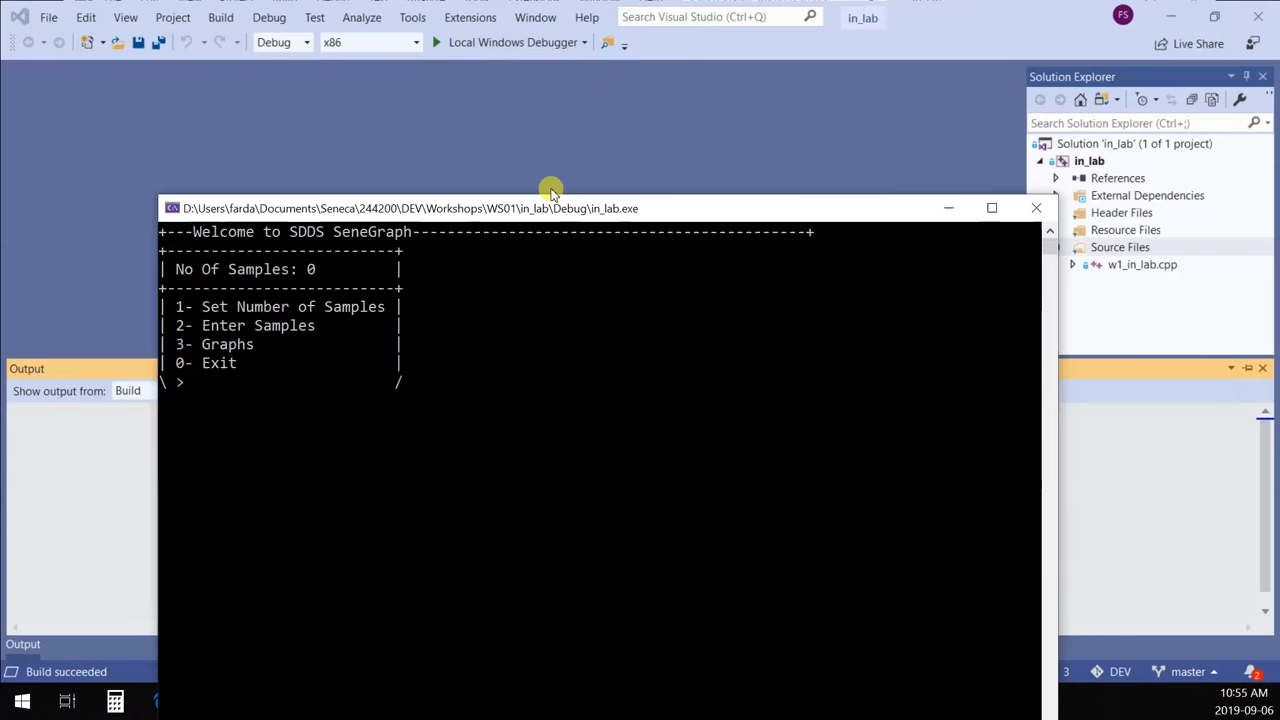 File Edit View Project Build Debug Test Analyze Tools Extensions Window Help Search Visual Studio (Ctrl+Q) in_lab FS
Debug x86 Local Windows Debugger Live Share
Solution Explorer
Search Solution Explorer (Ctrl+;)
Solution 'in_lab' (1 of 1 project)
in_lab
References
External Dependencies
Header Files
Resource Files
Source Files
w1_in_lab.cpp
D:\Users\farda\Documents\Seneca\244200\DEV\Workshops\WS01\in_lab\Debug\in_lab.exe
+---Welcome to SDDS SeneGraph---------------------------------------------+
+--------------------------+
| No Of Samples: 0         |
+--------------------------+
| 1- Set Number of Samples |
| 2- Enter Samples         |
| 3- Graphs                |
| 0- Exit                  |
\ >                        /
Output
Show output from: Build
Output
Build succeeded 3 DEV master 2
10:55 AM
2019-09-06